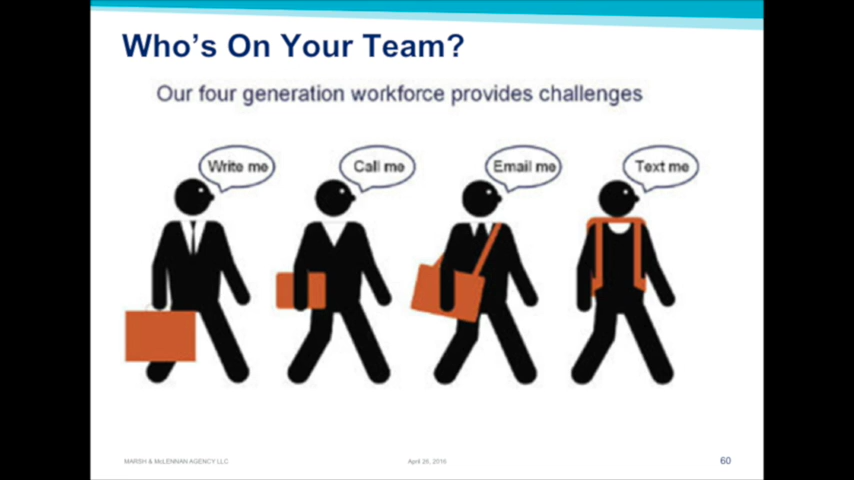 Who's On Your Team?
Our four generation workforce provides challenges
Write me
Call me
Email me
Text me
MARSH & McLENNAN AGENCY LLC
April 26, 2016
60